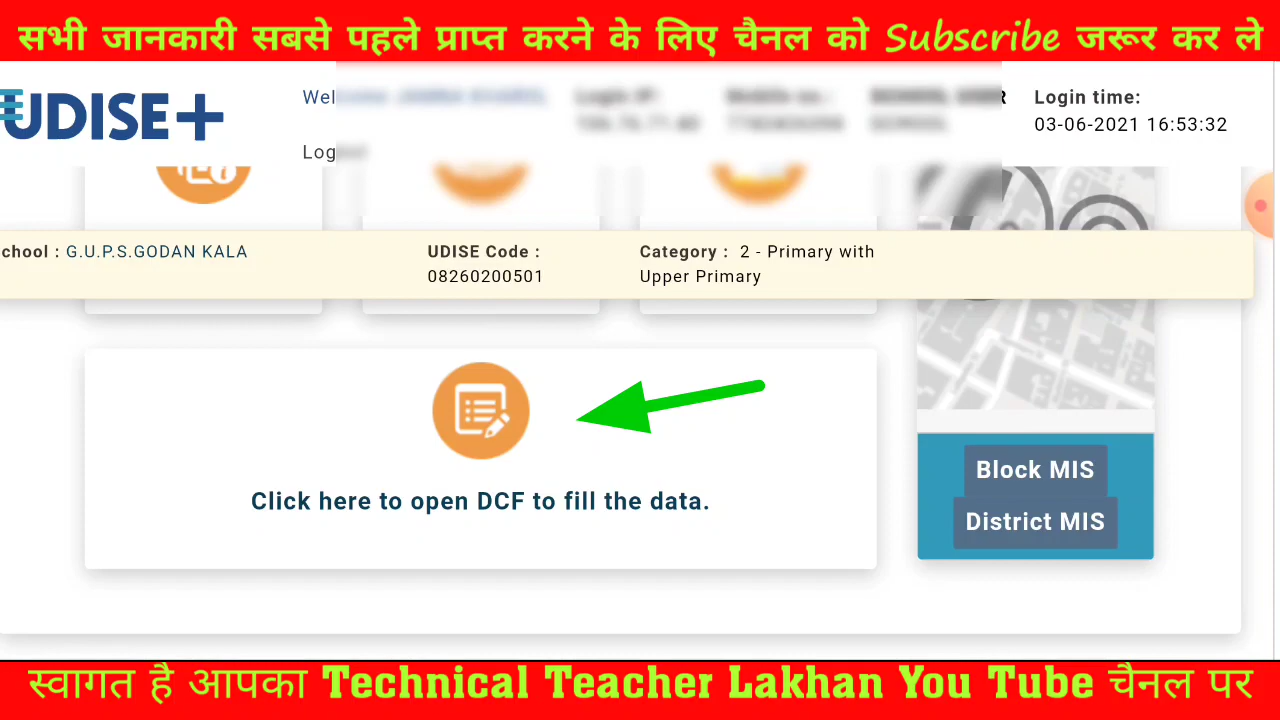 सभी जानकारी सबसे पहले प्राप्त करने के लिए चैनल को Subscribe जरूर कर ले
UDISE+
Login time:
03-06-2021 16:53:32
chool : G.U.P.S.GODAN KALA
UDISE Code :
08260200501
Category : 2 - Primary with
Upper Primary
Click here to open DCF to fill the data.
Block MIS
District MIS
स्वागत है आपका Technical Teacher Lakhan You Tube चैनल पर